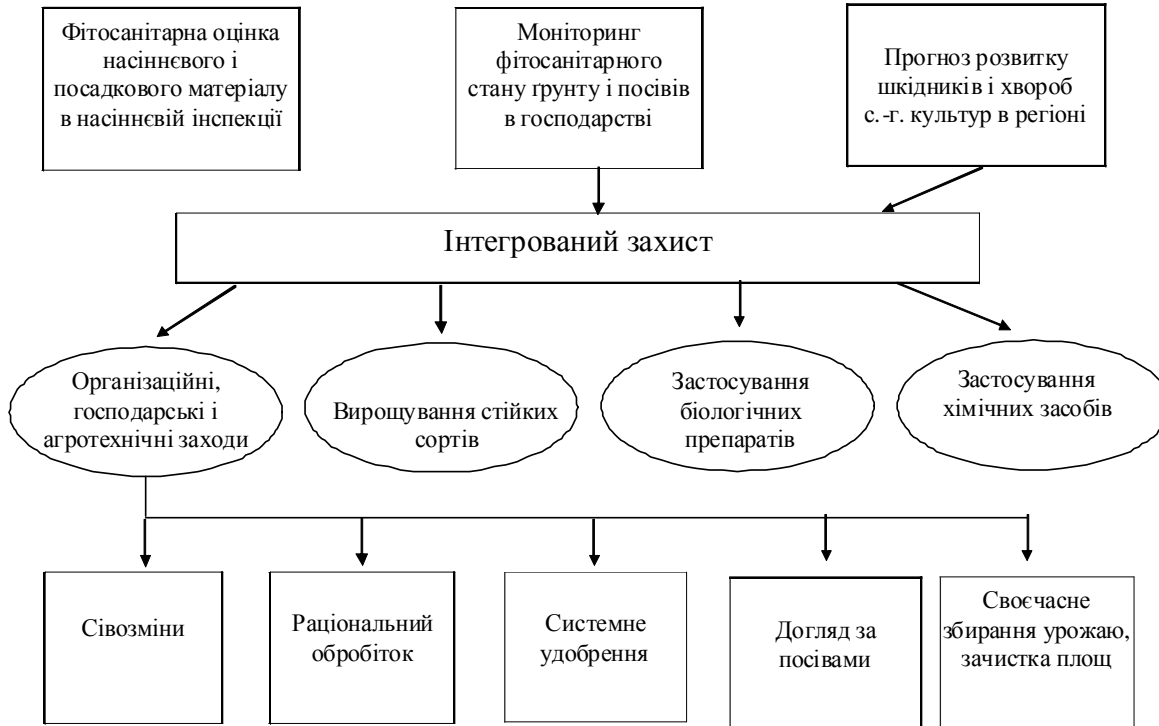 Фітосанітарна оцінка
насіннєвого і
посадкового матеріалу
в насіннєвій інспекції
Моніторинг
фітосанітарного
стану ґрунту і посівів
в господарстві
Прогноз розвитку
шкідників і хвороб
с.-г. культур в регіоні
Інтегрований захист
Організаційні,
господарські і
агротехнічні заходи
Вирощування стійких
сортів
Застосування
біологічних
препаратів
Застосування
хімічних засобів
Сівозміни
Раціональний
обробіток
Системне
удобрення
Догляд за
посівами
Своєчасне
збирання урожаю,
зачистка площ